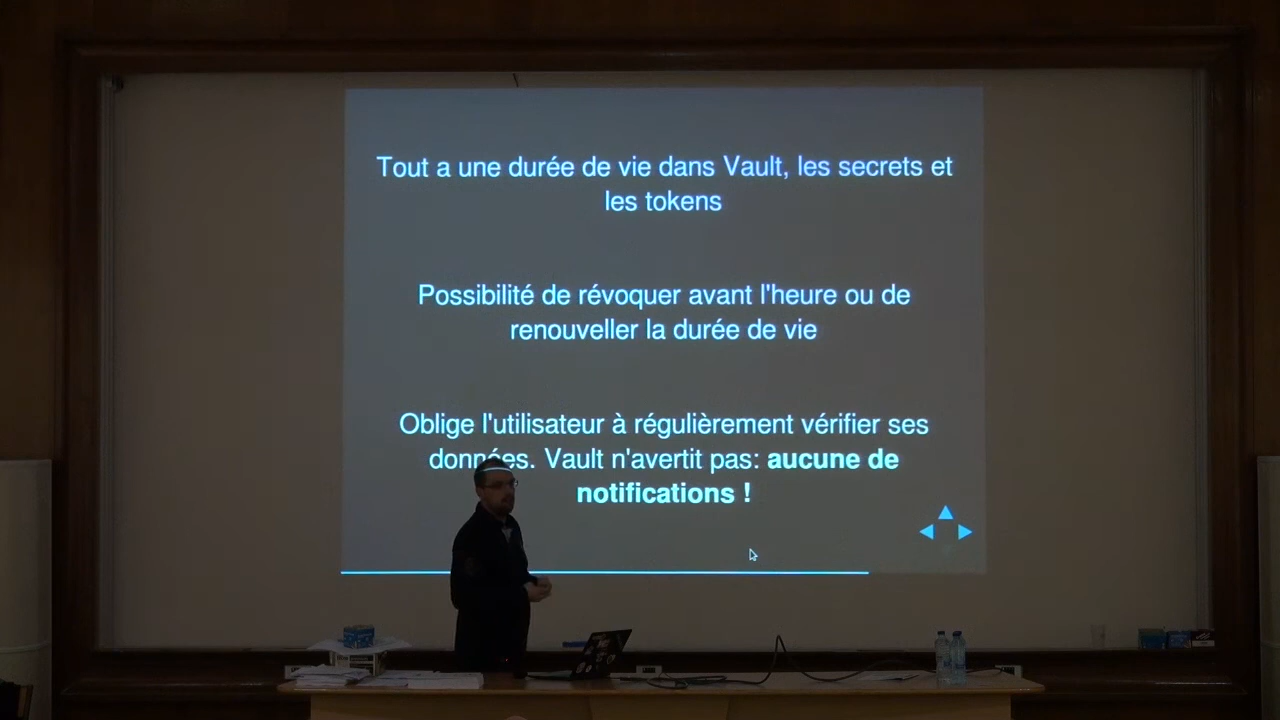 Tout a une durée de vie dans Vault, les secrets et
les tokens
Possibilité de révoquer avant l'heure ou de
renouveller la durée de vie
Oblige l'utilisateur à régulièrement vérifier ses
données. Vault n'avertit pas: aucune de
notifications !